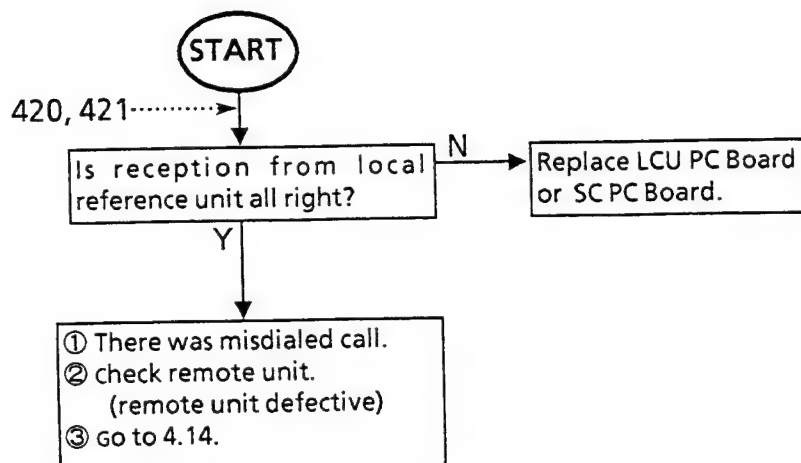 START
420, 421
Is reception from local
reference unit all right?
N
Replace LCU PC Board
or SC PC Board.
Y
① There was misdialed call.
② check remote unit.
(remote unit defective)
③ Go to 4.14.